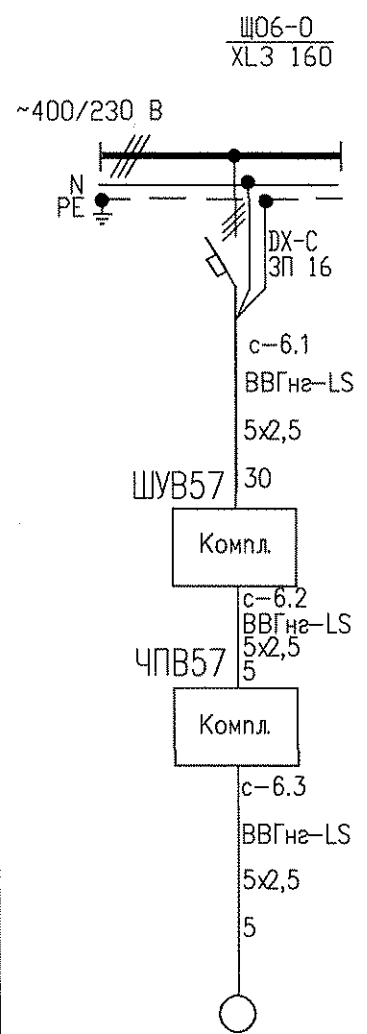 ЩО6-0
XL3 160
~400/230 В
N
PE
DX-C
3П 16
с-6.1
ВВГнг-LS
5х2,5
ШУВ57
30
Компл.
с-6.2
ВВГнг-LS
5х2,5
ЧПВ57
5
Компл.
с-6.3
ВВГнг-LS
5х2,5
5